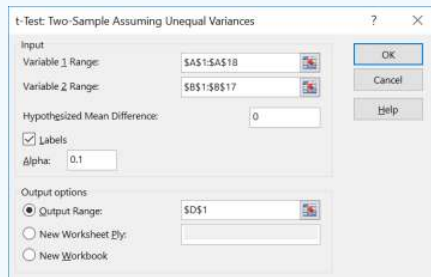 t-Test: Two-Sample Assuming Unequal Variances ? ×
Input
Variable 1 Range: $A$1:$A$18
Variable 2 Range: $B$1:$B$17
Hypothesized Mean Difference: 0
Labels
Alpha: 0.1
Output options
Output Range: $D$1
New Worksheet Ply:
New Workbook
OK
Cancel
Help